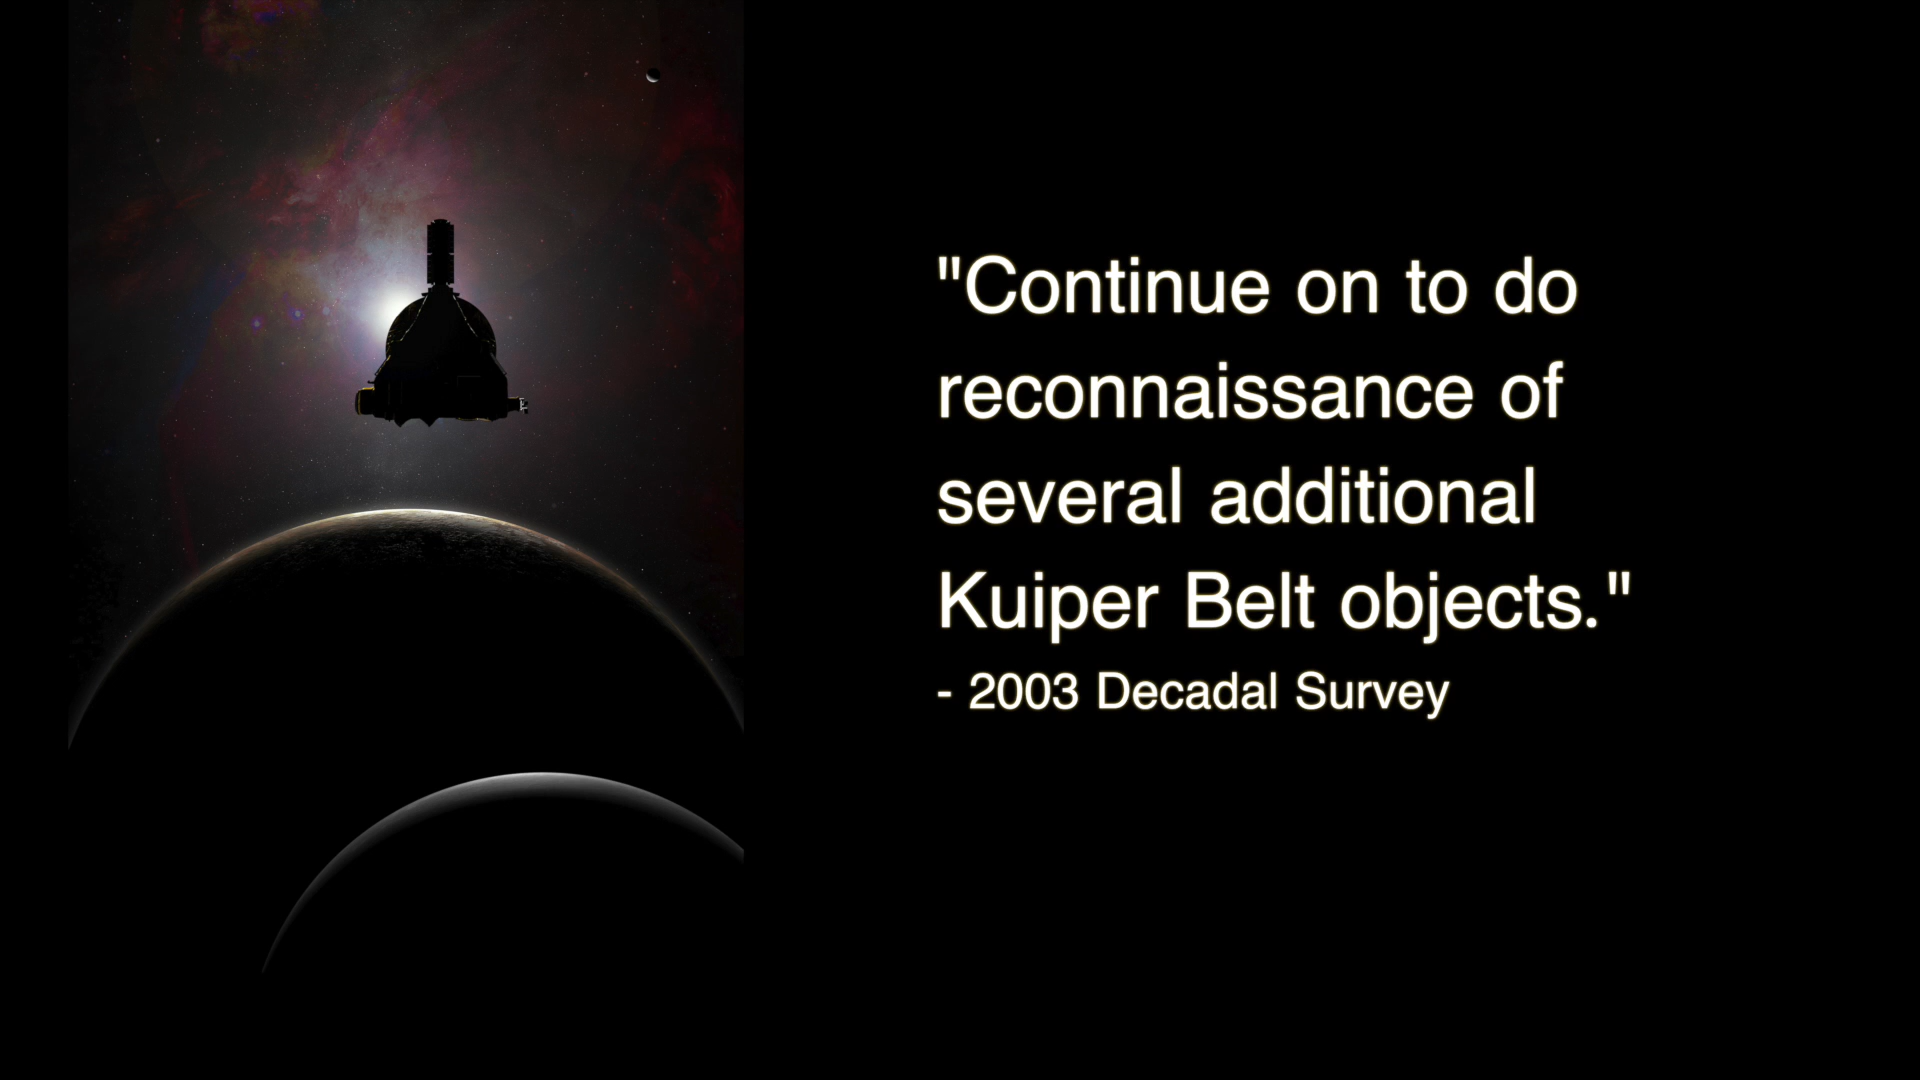 "Continue on to do
reconnaissance of
several additional
Kuiper Belt objects."
- 2003 Decadal Survey